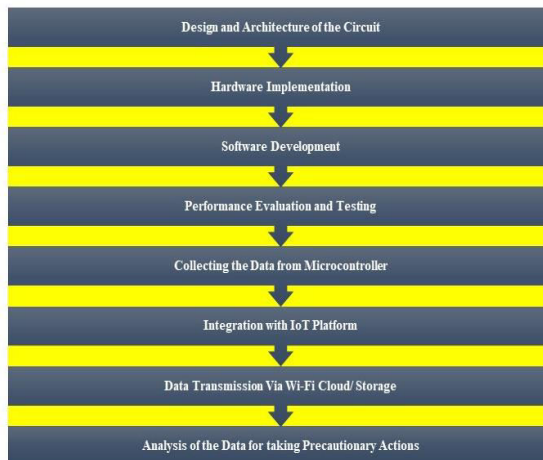 Design and Architecture of the Circuit
Hardware Implementation
Software Development
Performance Evaluation and Testing
Collecting the Data from Microcontroller
Integration with IoT Platform
Data Transmission Via Wi-Fi Cloud/ Storage
Analysis of the Data for taking Precautionary Actions